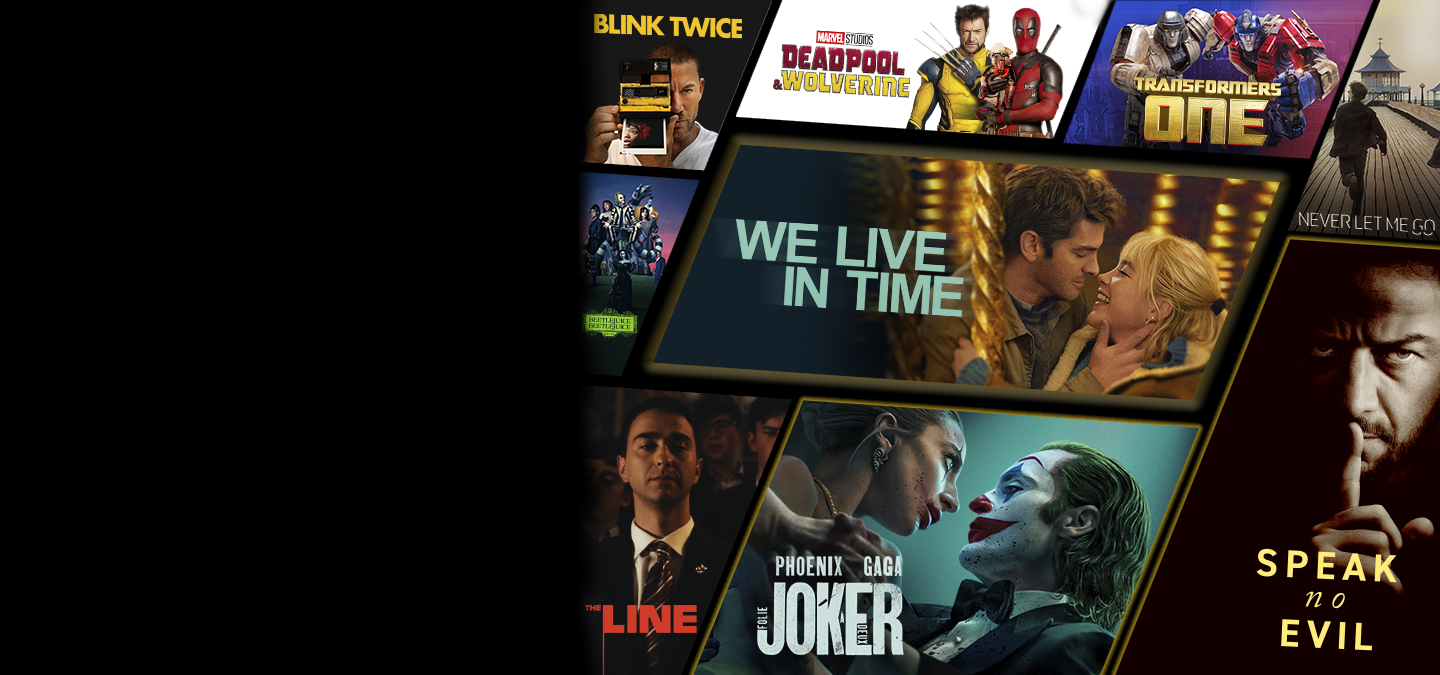 BLINK TWICE
MARVEL STUDIOS
DEADPOOL
& WOLVERINE
TRANSFORMERS
ONE
NEVER LET ME GO
BEETLEJUICE
BEETLEJUICE
WE LIVE
IN TIME
THE LINE
PHOENIX GAGA
JOKER
FOLIE
À
DEUX
SPEAK
no
EVIL